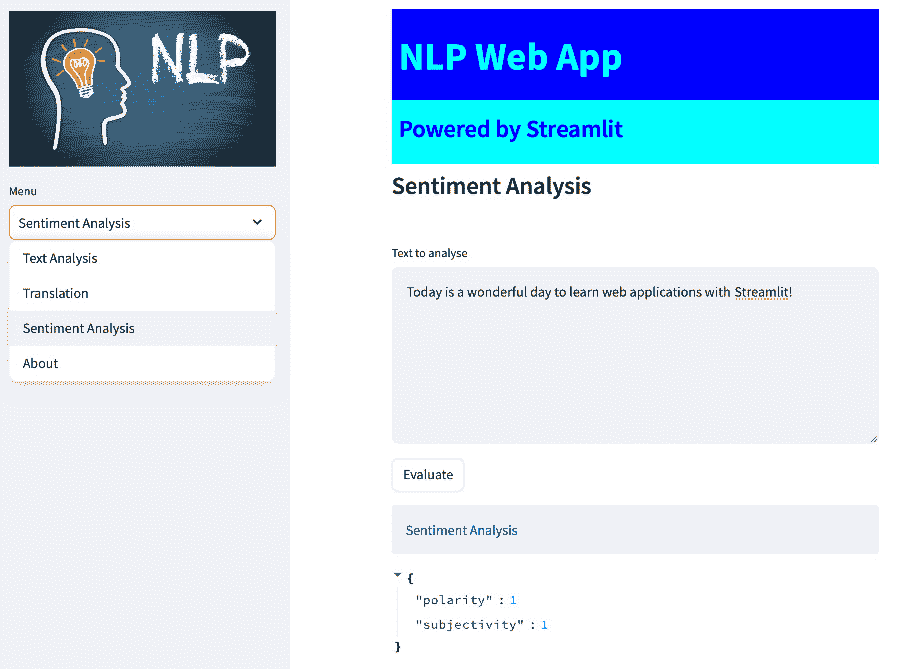 NLP
Menu
Sentiment Analysis
Text Analysis
Translation
Sentiment Analysis
About
NLP Web App
Powered by Streamlit
Sentiment Analysis
Text to analyse
Today is a wonderful day to learn web applications with Streamlit!
Evaluate
Sentiment Analysis
{
"polarity" : 1
"subjectivity" : 1
}